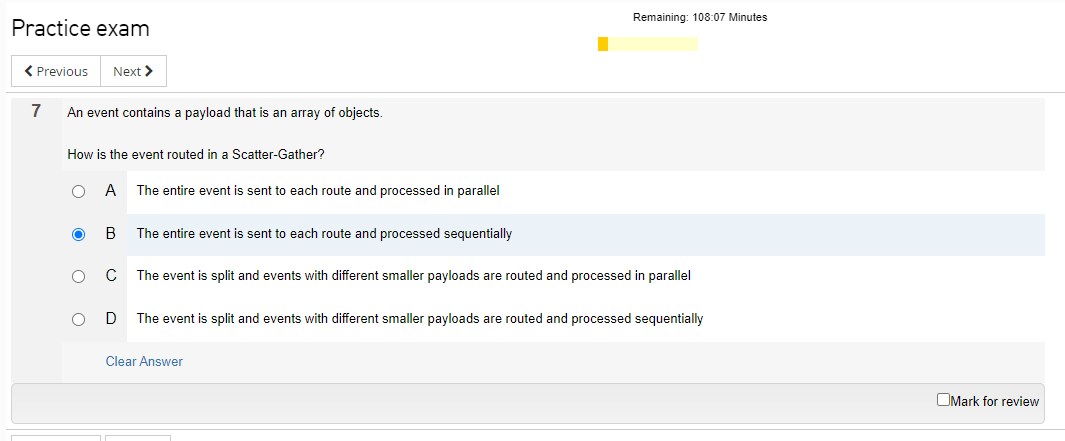 Remaining: 108:07 Minutes
Practice exam
Previous Next
7 An event contains a payload that is an array of objects.
How is the event routed in a Scatter-Gather?
A The entire event is sent to each route and processed in parallel
B The entire event is sent to each route and processed sequentially
C The event is split and events with different smaller payloads are routed and processed in parallel
D The event is split and events with different smaller payloads are routed and processed sequentially
Clear Answer
Mark for review